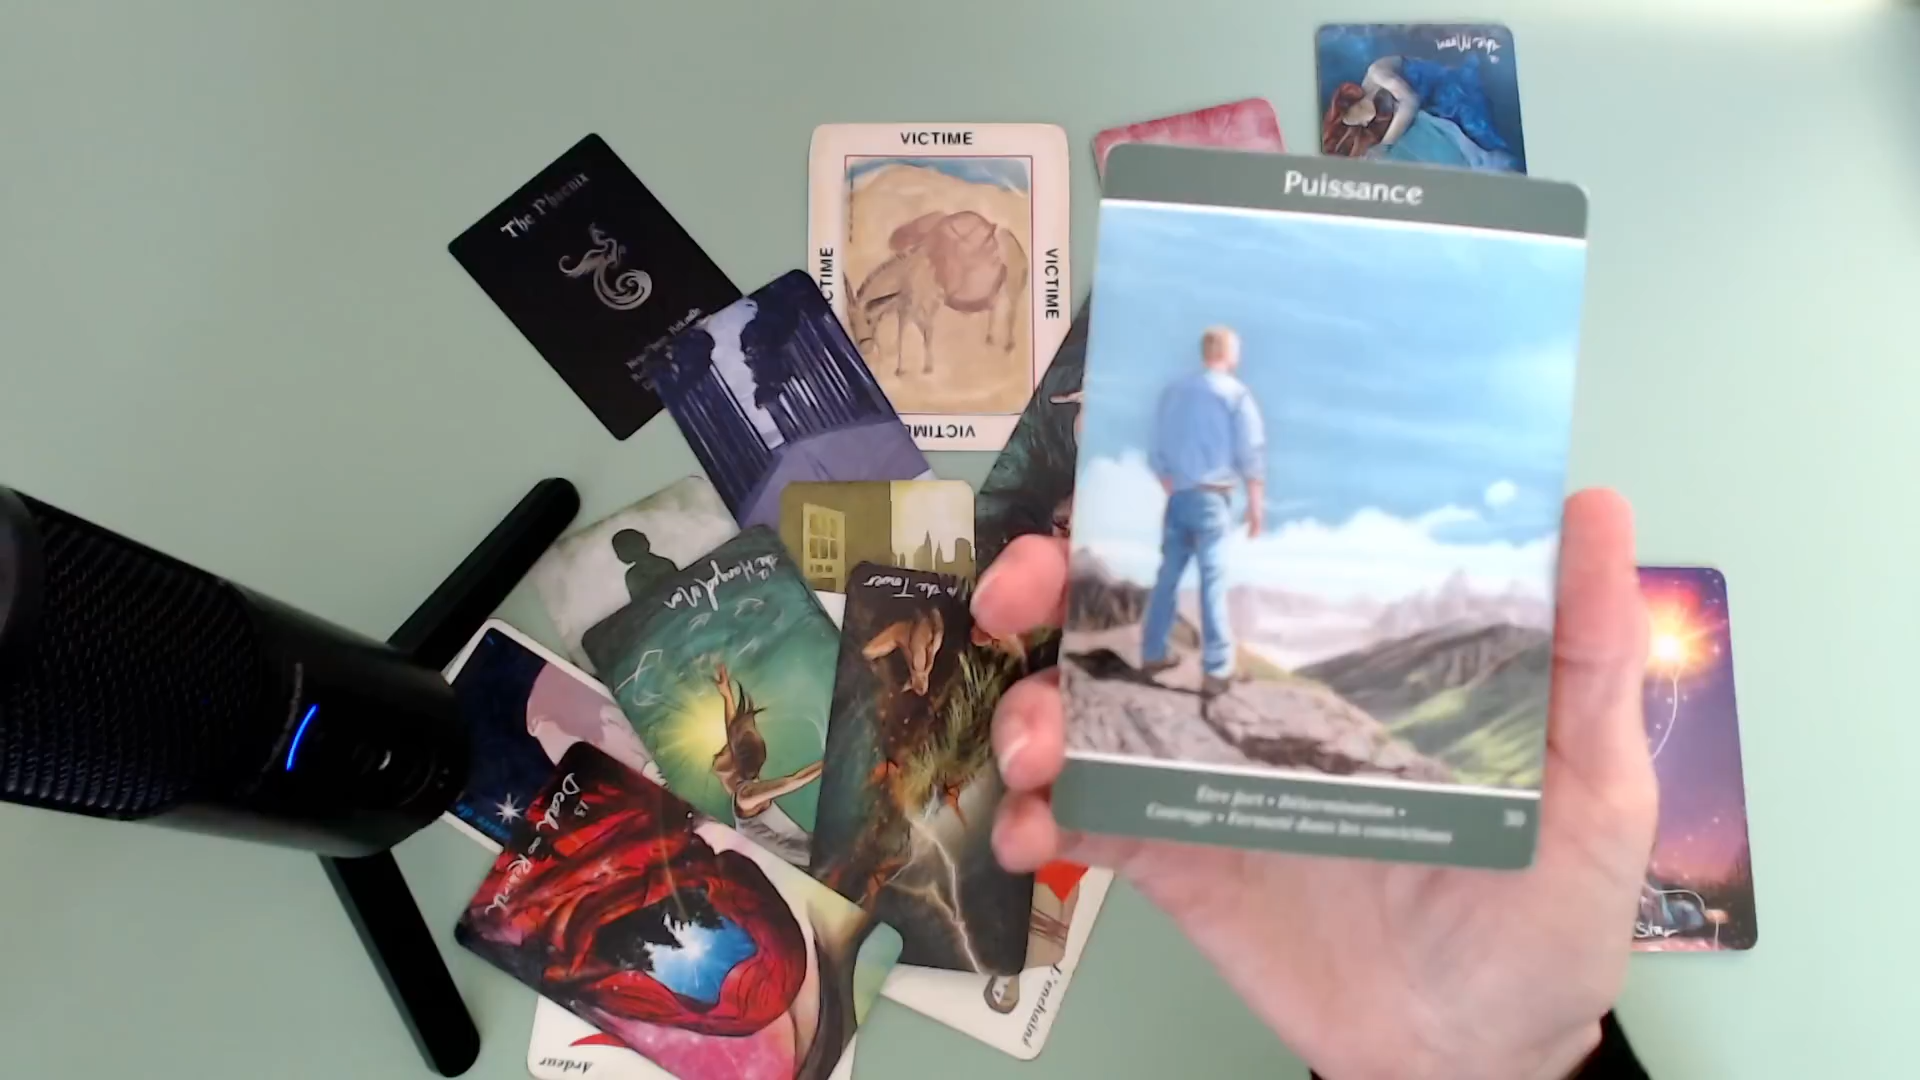 the Moon
VICTIME
Puissance
The Phoenix
VICTIME
VICTIME
the Hanged Man
the Tower
Être fort • Détermination •
Courage • Fermeté dans les convictions
30
13
Death and Rebirth
Star
L'enchaîné
Ardeur